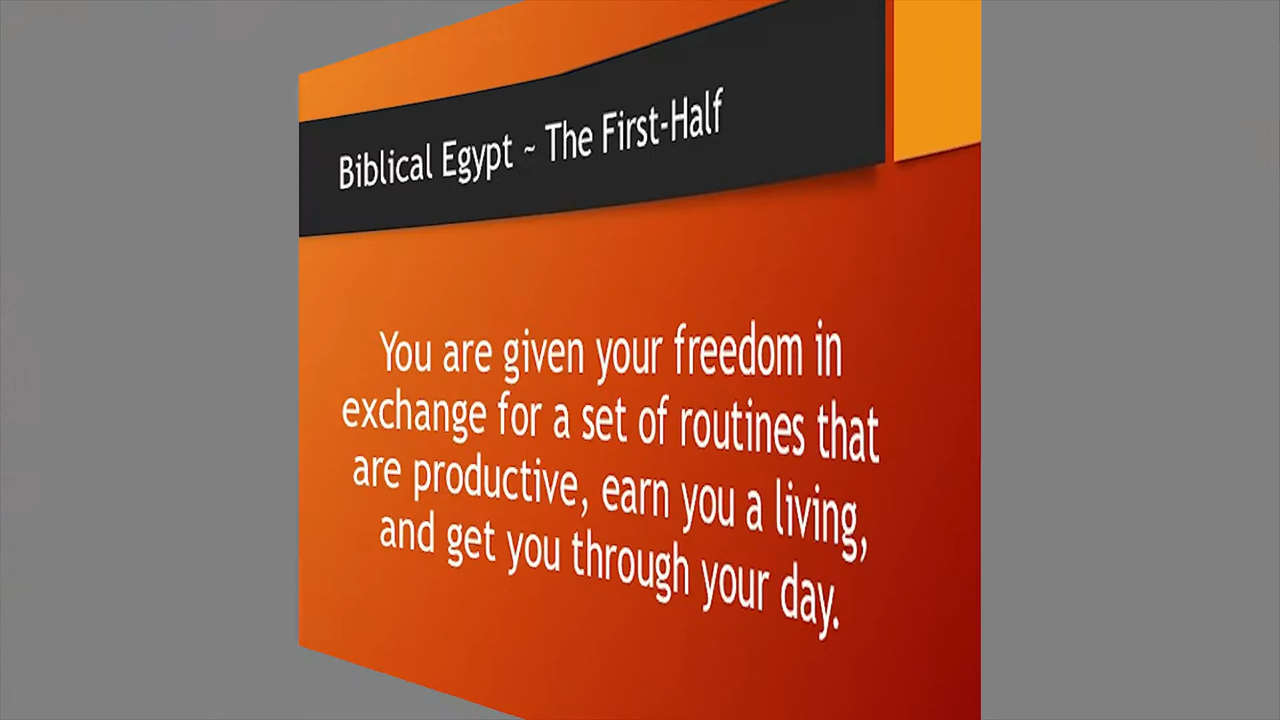 Biblical Egypt ~ The First-Half
You are given your freedom in
exchange for a set of routines that
are productive, earn you a living,
and get you through your day.